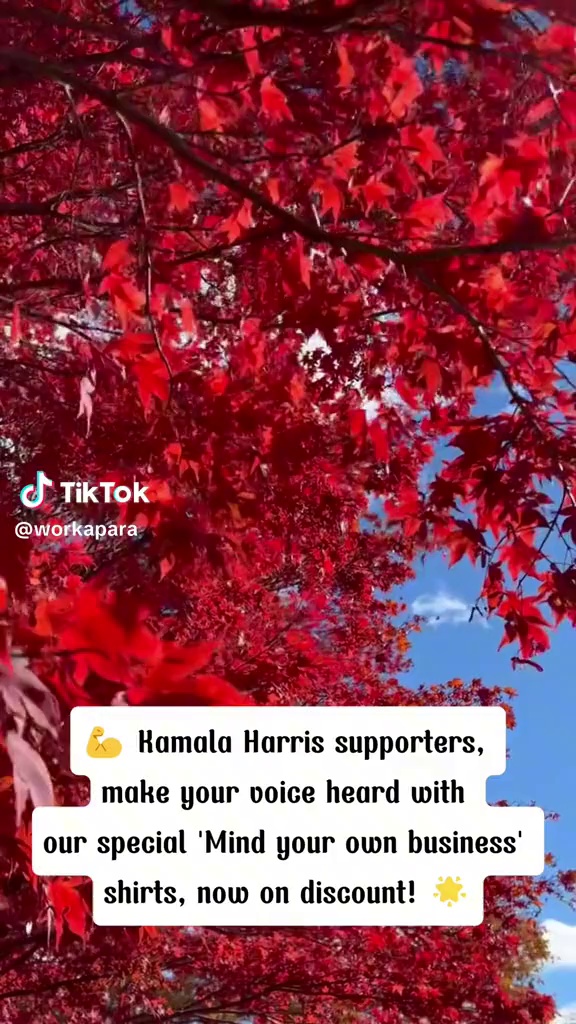 TikTok
@workapara
💪 Kamala Harris supporters,
make your voice heard with
our special 'Mind your own business'
shirts, now on discount! 🌟